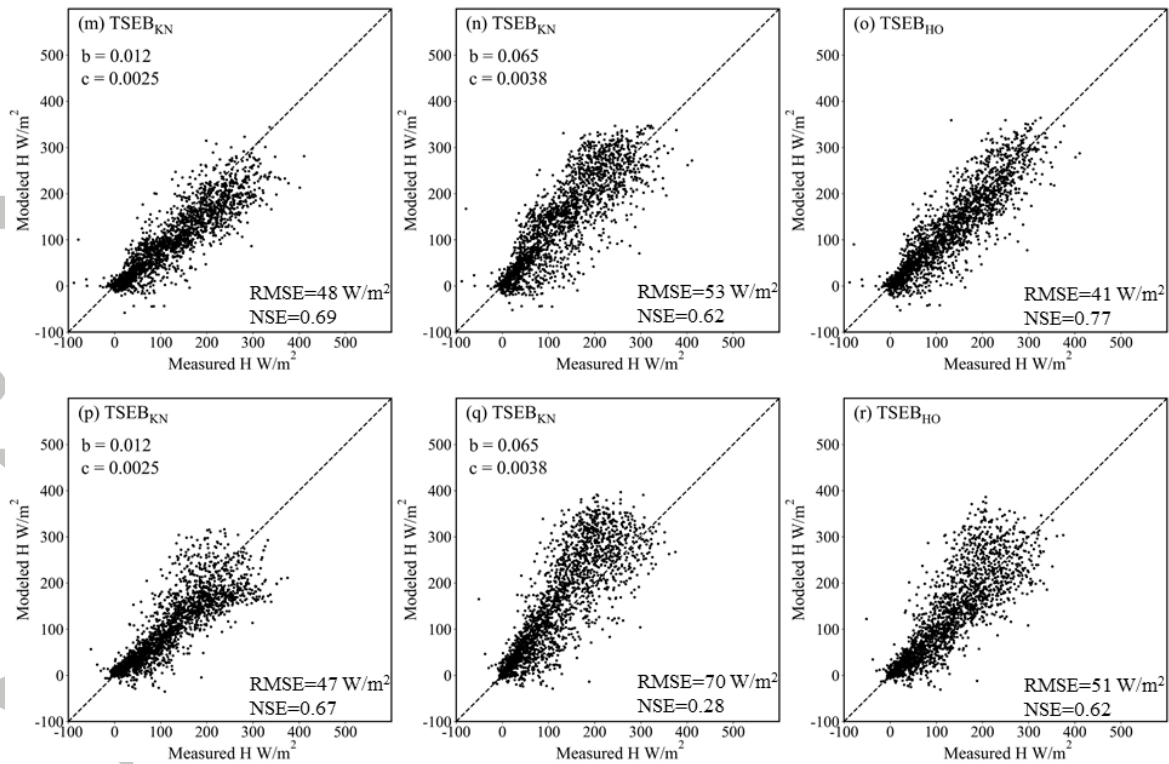 (m) TSEB_KN
b = 0.012
c = 0.0025
500
400
300
200
100
0
-100
Modeled H W/m²
RMSE=48 W/m²
NSE=0.69
-100 0 100 200 300 400 500
Measured H W/m²
(n) TSEB_KN
b = 0.065
c = 0.0038
500
400
300
200
100
0
-100
Modeled H W/m²
RMSE=53 W/m²
NSE=0.62
-100 0 100 200 300 400 500
Measured H W/m²
(o) TSEB_HO
500
400
300
200
100
0
-100
Modeled H W/m²
RMSE=41 W/m²
NSE=0.77
-100 0 100 200 300 400 500
Measured H W/m²
(p) TSEB_KN
b = 0.012
c = 0.0025
500
400
300
200
100
0
-100
Modeled H W/m²
RMSE=47 W/m²
NSE=0.67
-100 0 100 200 300 400 500
Measured H W/m²
(q) TSEB_KN
b = 0.065
c = 0.0038
500
400
300
200
100
0
-100
Modeled H W/m²
RMSE=70 W/m²
NSE=0.28
-100 0 100 200 300 400 500
Measured H W/m²
(r) TSEB_HO
500
400
300
200
100
0
-100
Modeled H W/m²
RMSE=51 W/m²
NSE=0.62
-100 0 100 200 300 400 500
Measured H W/m²